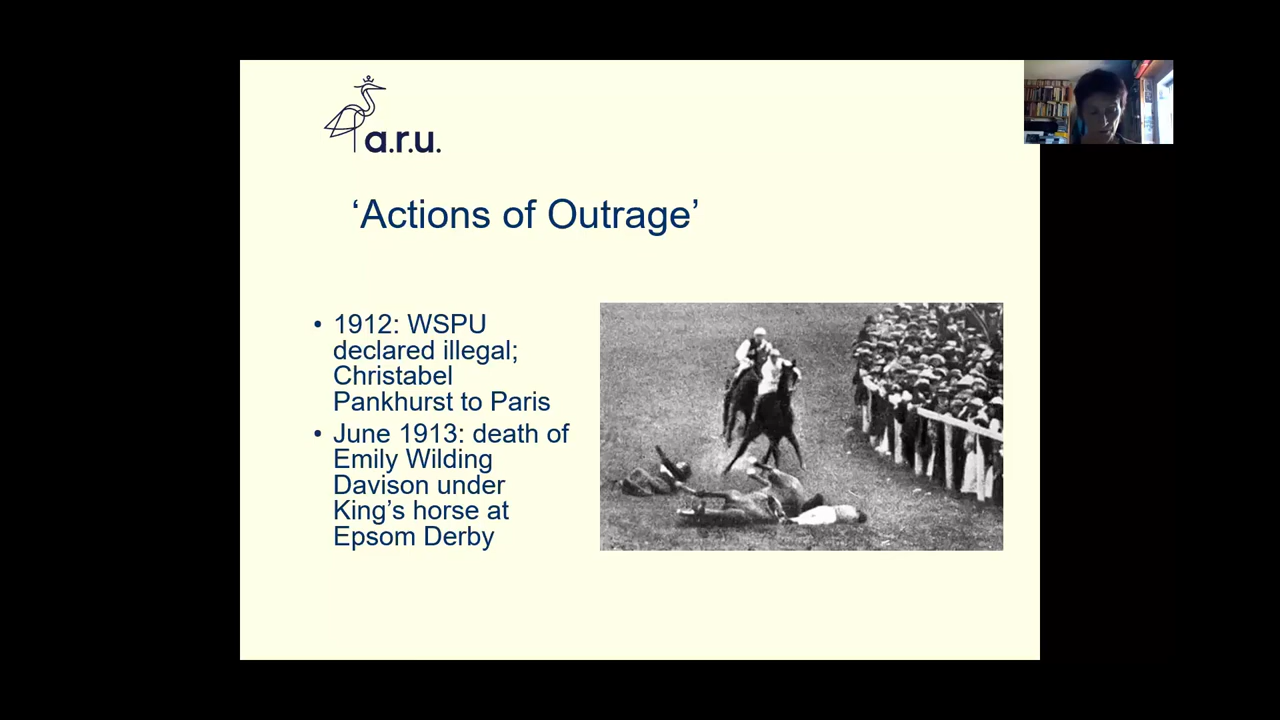 a.r.u.
‘Actions of Outrage’
• 1912: WSPU
declared illegal;
Christabel
Pankhurst to Paris
• June 1913: death of
Emily Wilding
Davison under
King’s horse at
Epsom Derby